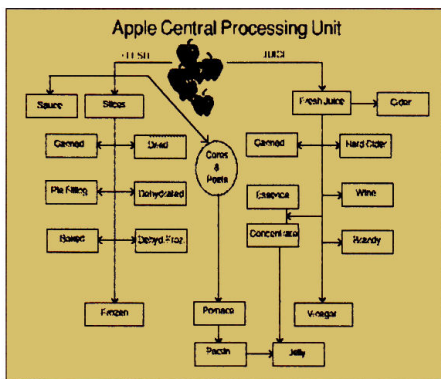 Apple Central Processing Unit
FLESH
JUICE
Sauce
Slices
Fresh Juice
Cider
Canned
Dried
Cores
&
Peels
Canned
Hard Cider
Pie Filling
Dehydrated
Essence
Wine
Baked
Dehyd.Froz.
Concentrate
Brandy
Frozen
Pomace
Vinegar
Pectin
Jelly